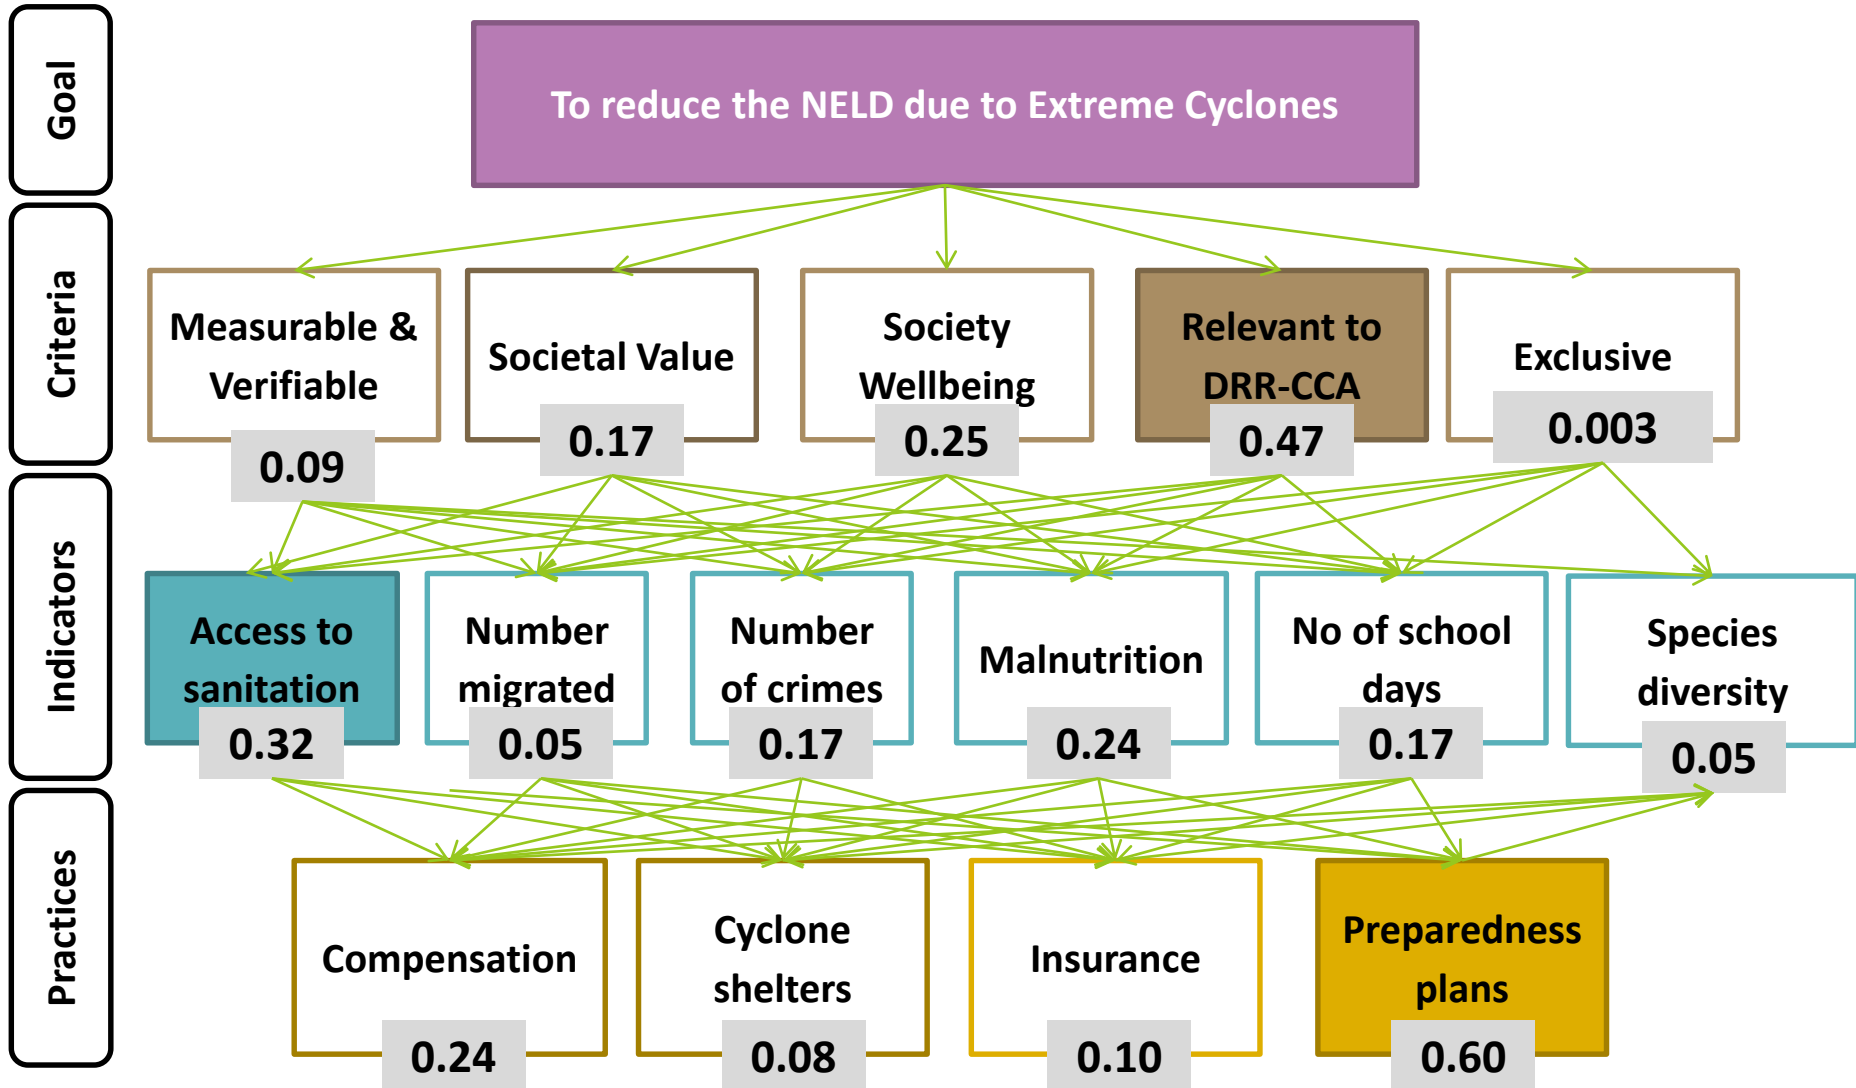 Goal
To reduce the NELD due to Extreme Cyclones
Criteria
Measurable &
Verifiable
0.09
Societal Value
0.17
Society
Wellbeing
0.25
Relevant to
DRR-CCA
0.47
Exclusive
0.003
Indicators
Access to
sanitation
0.32
Number
migrated
0.05
Number
of crimes
0.17
Malnutrition
0.24
No of school
days
0.17
Species
diversity
0.05
Practices
Compensation
0.24
Cyclone
shelters
0.08
Insurance
0.10
Preparedness
plans
0.60